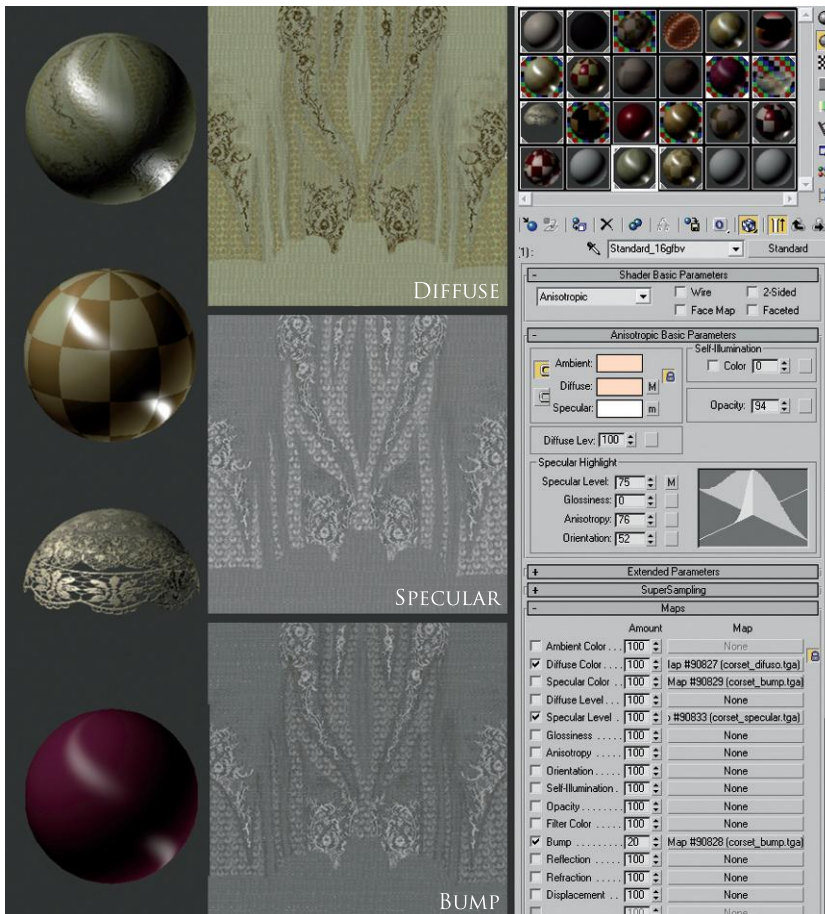 DIFFUSE
SPECULAR
BUMP
Standard_16gfbv Standard
Shader Basic Parameters
Anisotropic
Wire 2-Sided
Face Map Faceted
Anisotropic Basic Parameters
Self-Illumination
Ambient: Color 0
Diffuse: M
Specular: m Opacity: 94
Diffuse Lev: 100
Specular Highlight
Specular Level: 75 M
Glossiness: 0
Anisotropy: 76
Orientation: 52
+ Extended Parameters
+ SuperSampling
- Maps
Amount Map
Ambient Color . . . 100 None
Diffuse Color . . . . 100 Map #90827 (corset_difuso.tga)
Specular Color . . 100 Map #90829 (corset_bump.tga)
Diffuse Level . . . 100 None
Specular Level . 100 #90833 (corset_specular.tga)
Glossiness . . . . . 100 None
Anisotropy . . . . . 100 None
Orientation . . . . . 100 None
Self-Illumination . 100 None
Opacity . . . . . . . . 100 None
Filter Color . . . . . 100 None
Bump . . . . . . . . . 20 Map #90828 (corset_bump.tga)
Reflection . . . . . 100 None
Refraction . . . . . 100 None
Displacement . . 100 None